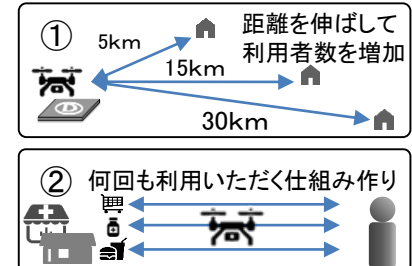 ① 距離を伸ばして
利用者数を増加
5km
15km
30km
② 何回も利用いただく仕組み作り